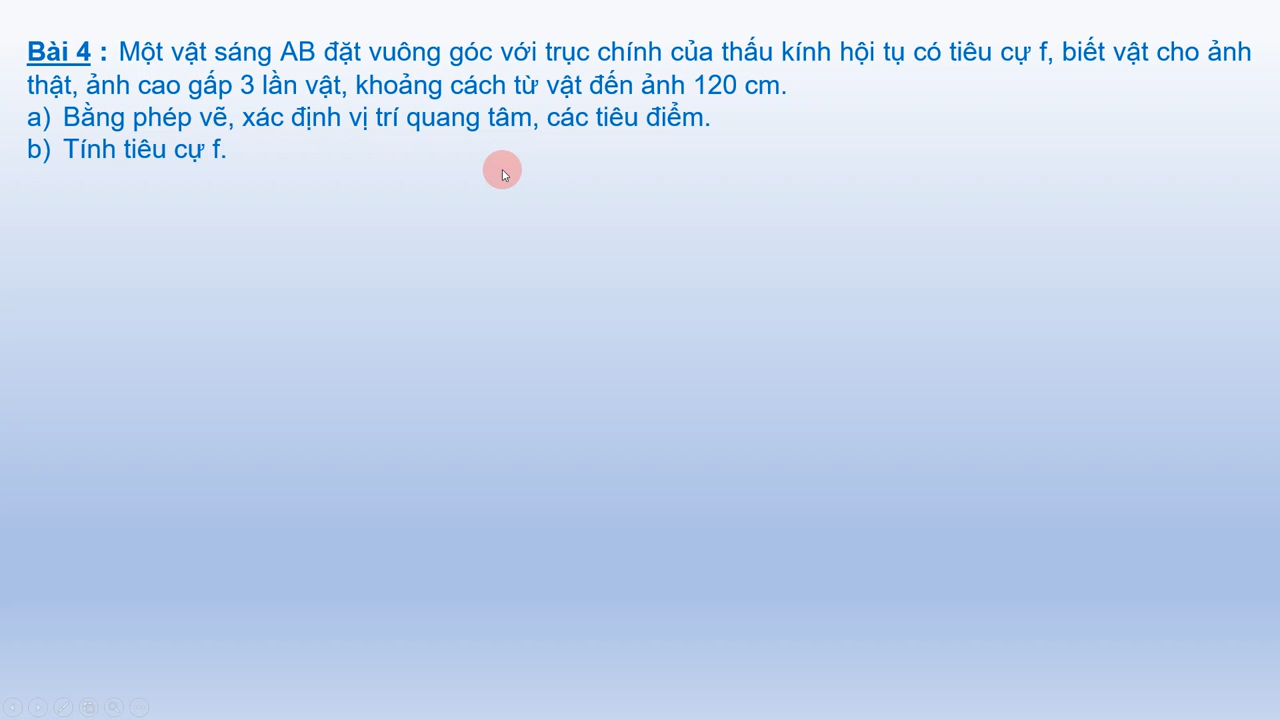 Bài 4 : Một vật sáng AB đặt vuông góc với trục chính của thấu kính hội tụ có tiêu cự f, biết vật cho ảnh
thật, ảnh cao gấp 3 lần vật, khoảng cách từ vật đến ảnh 120 cm.
a) Bằng phép vẽ, xác định vị trí quang tâm, các tiêu điểm.
b) Tính tiêu cự f.